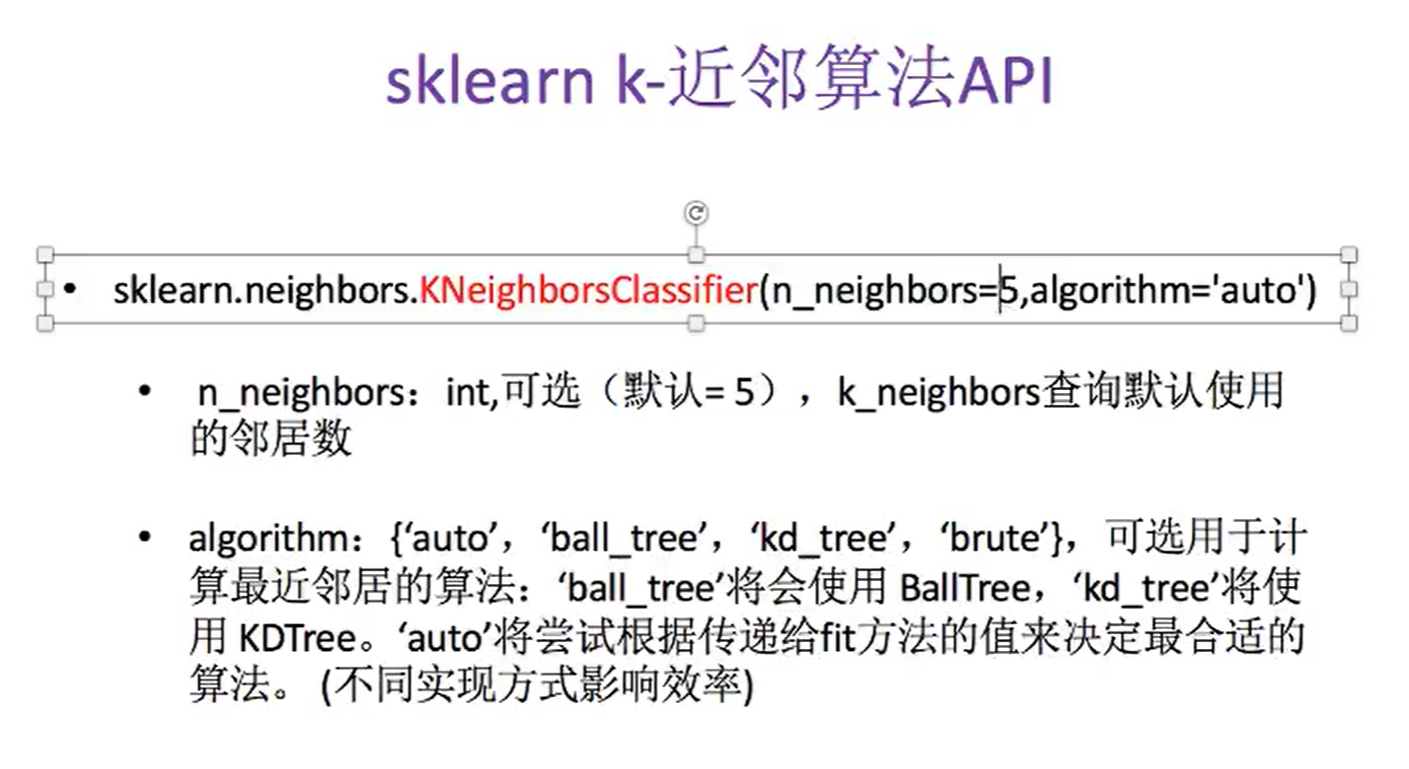 sklearn k-近邻算法API
• sklearn.neighbors.KNeighborsClassifier(n_neighbors=5,algorithm='auto')
• n_neighbors：int,可选（默认= 5），k_neighbors查询默认使用
的邻居数
• algorithm：{‘auto’，‘ball_tree’，‘kd_tree’，‘brute’}，可选用于计
算最近邻居的算法：‘ball_tree’将会使用 BallTree，‘kd_tree’将使
用 KDTree。‘auto’将尝试根据传递给fit方法的值来决定最合适的
算法。 (不同实现方式影响效率)